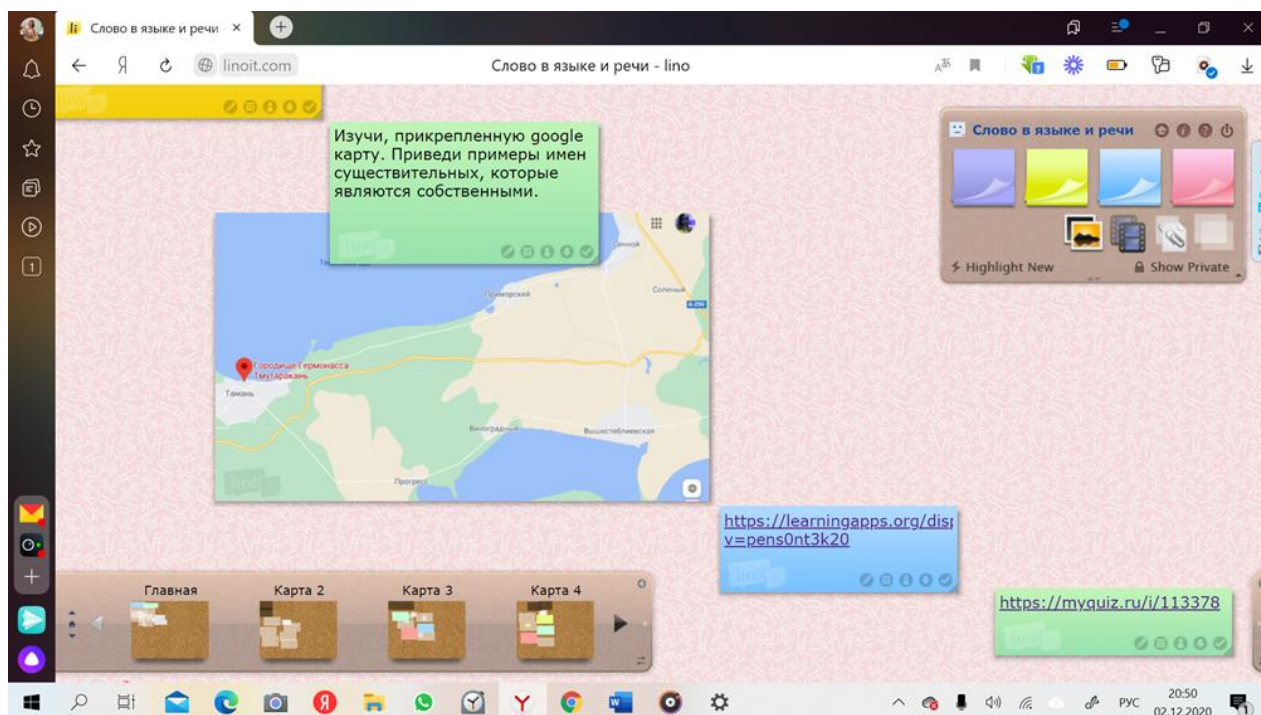 Слово в языке и речи
linoit.com
Слово в языке и речи - lino
Изучи, прикрепленную google
карту. Приведи примеры имен
существительных, которые
являются собственными.
Слово в языке и речи
Highlight New
Show Private
Сенной
Приморский
Соленый
А-290
Городище Гермонасса
Тмутаракань
Тамань
Виноградный
Вышестеблиевская
Прогресс
https://learningapps.org/disp
v=pens0nt3k20
https://myquiz.ru/i/113378
Главная
Карта 2
Карта 3
Карта 4
РУС
20:50
02.12.2020